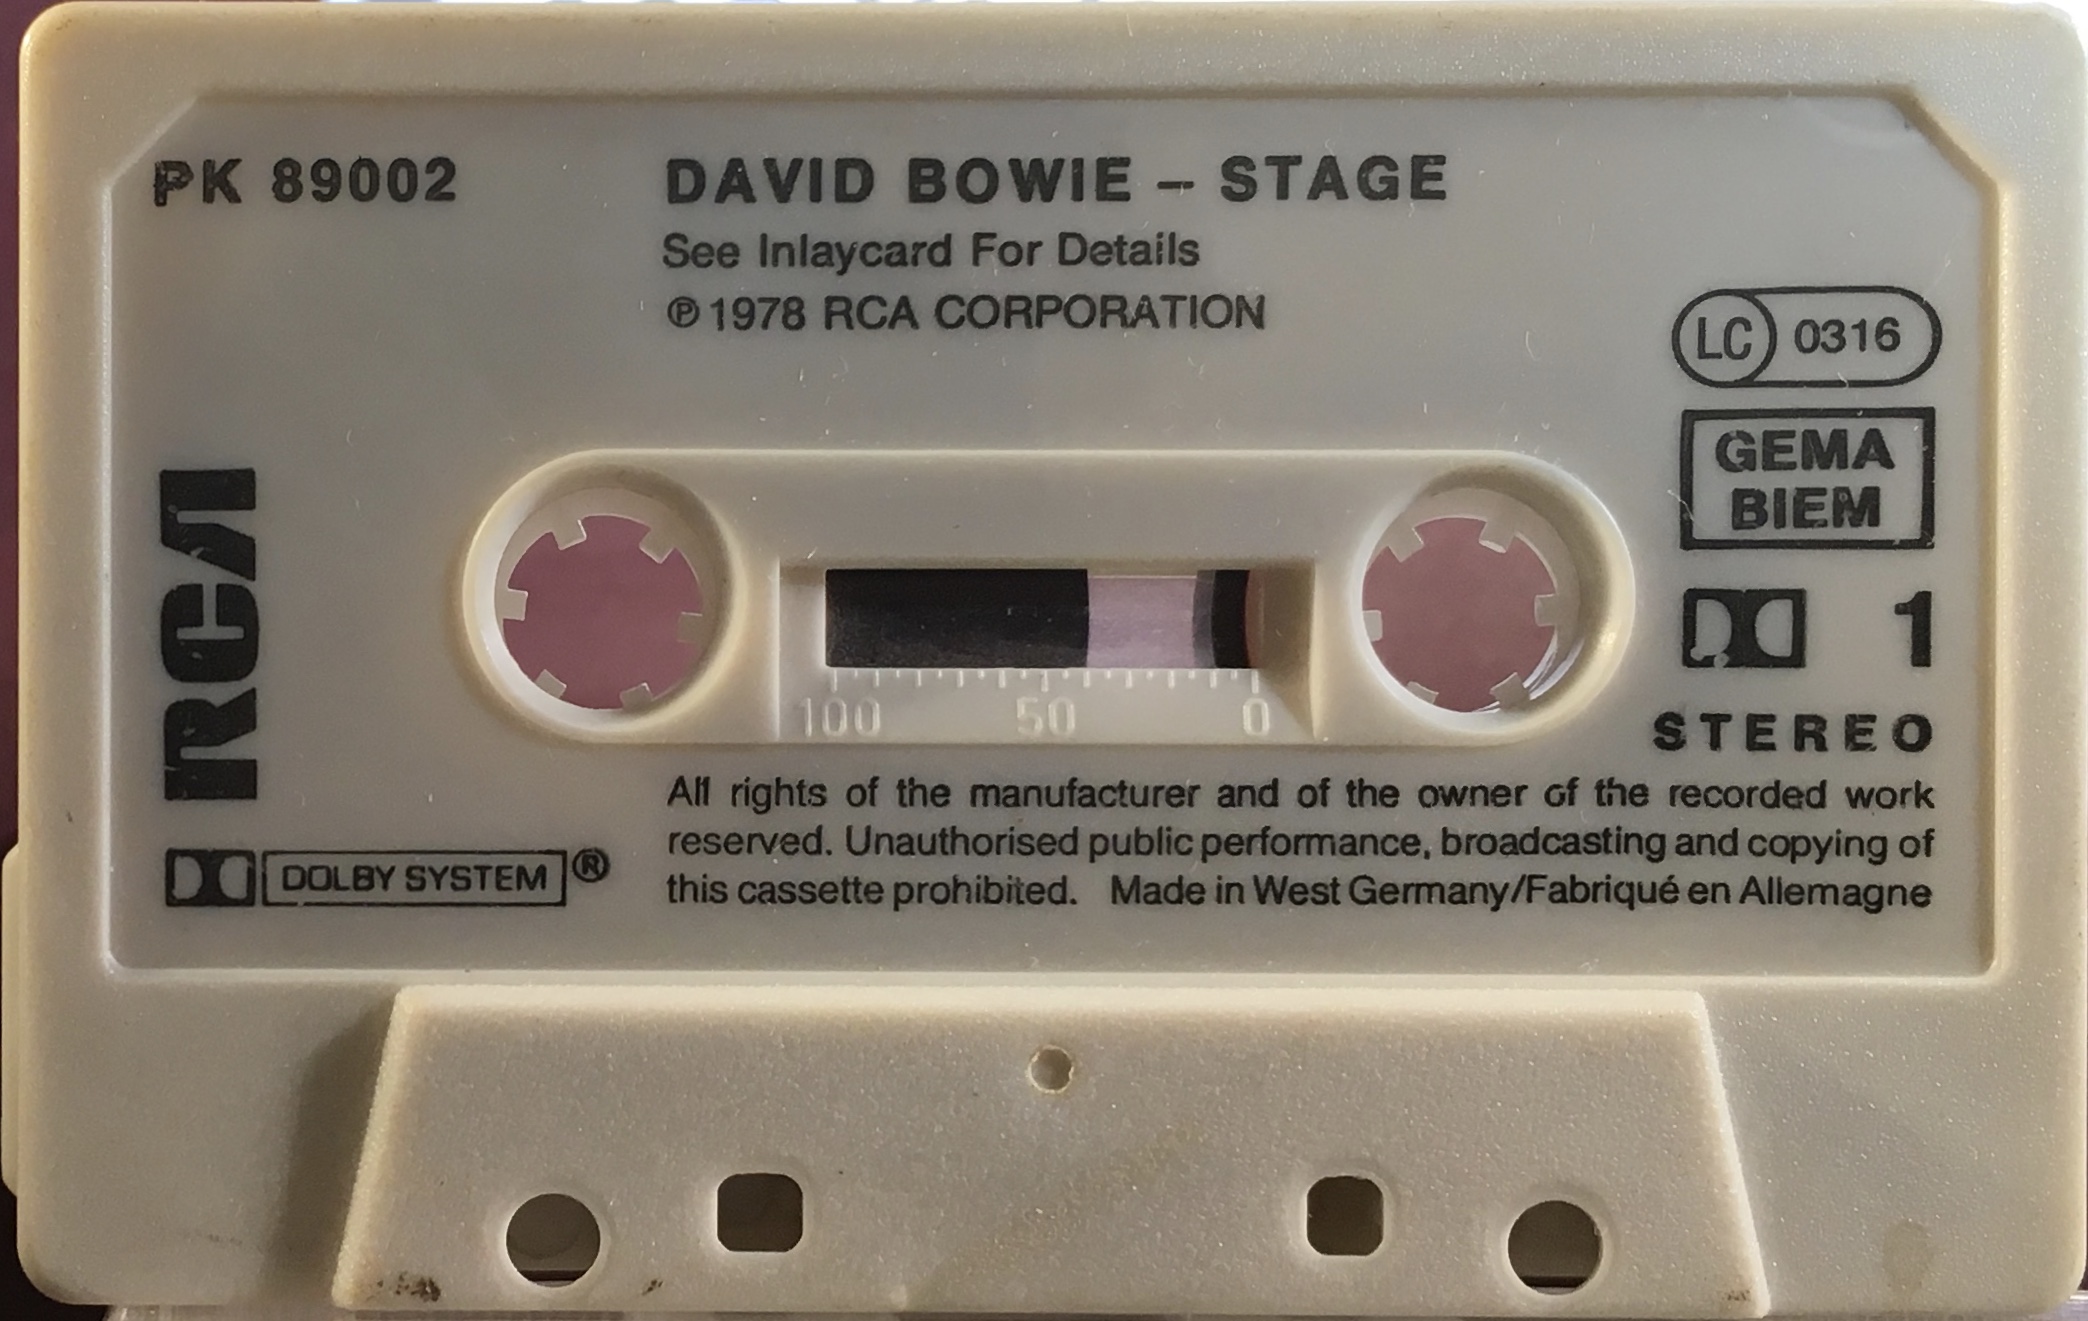 PK 89002
DAVID BOWIE – STAGE
See Inlaycard For Details
℗ 1978 RCA CORPORATION
LC 0316
GEMA
BIEM
RCA
1
STEREO
100 50 0
All rights of the manufacturer and of the owner of the recorded work
reserved. Unauthorised public performance, broadcasting and copying of
this cassette prohibited. Made in West Germany/Fabriqué en Allemagne
DOLBY SYSTEM ®